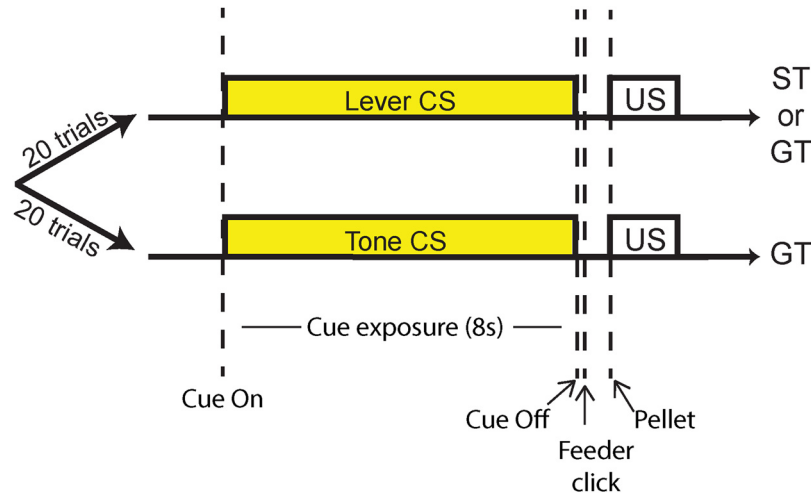 20 trials
Lever CS
US
ST
or
GT
20 trials
Tone CS
US
GT
Cue exposure (8s)
Cue On
Cue Off
Feeder
click
Pellet